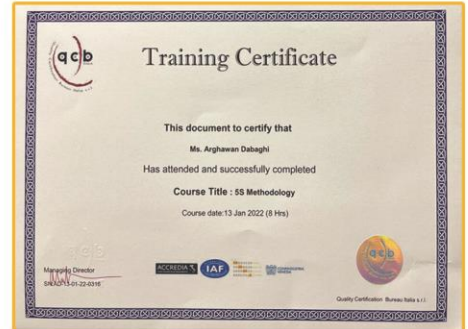 qcb
Training Certificate
This document to certify that
Ms. Arghawan Dabaghi
Has attended and successfully completed
Course Title : 5S Methodology
Course date:13 Jan 2022 (8 Hrs)
Managing Director
ACCREDIA
IAF
qcb
Quality Certification Bureau Italia s.r.l.